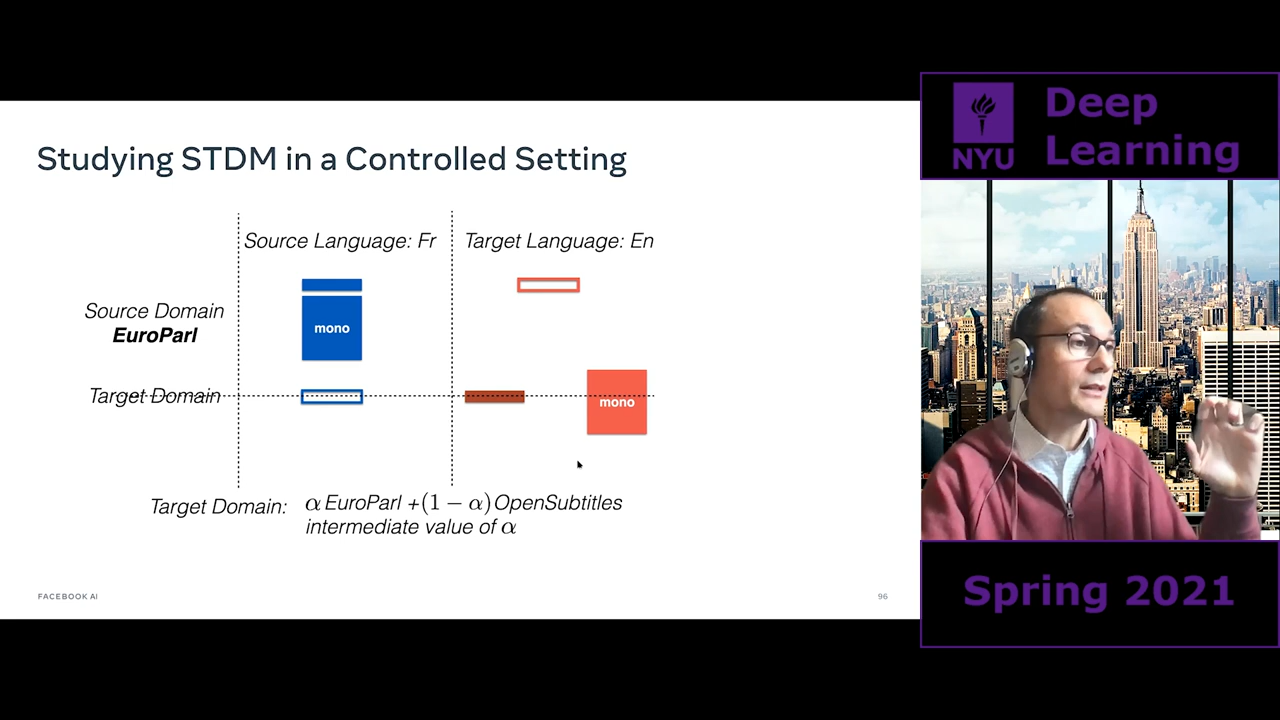 Studying STDM in a Controlled Setting
Source Language: Fr
Target Language: En
Source Domain
EuroParl
mono
Target Domain
mono
Target Domain: α EuroParl +(1 − α) OpenSubtitles
intermediate value of α
FACEBOOK AI
96
NYU
Deep
Learning
Spring 2021